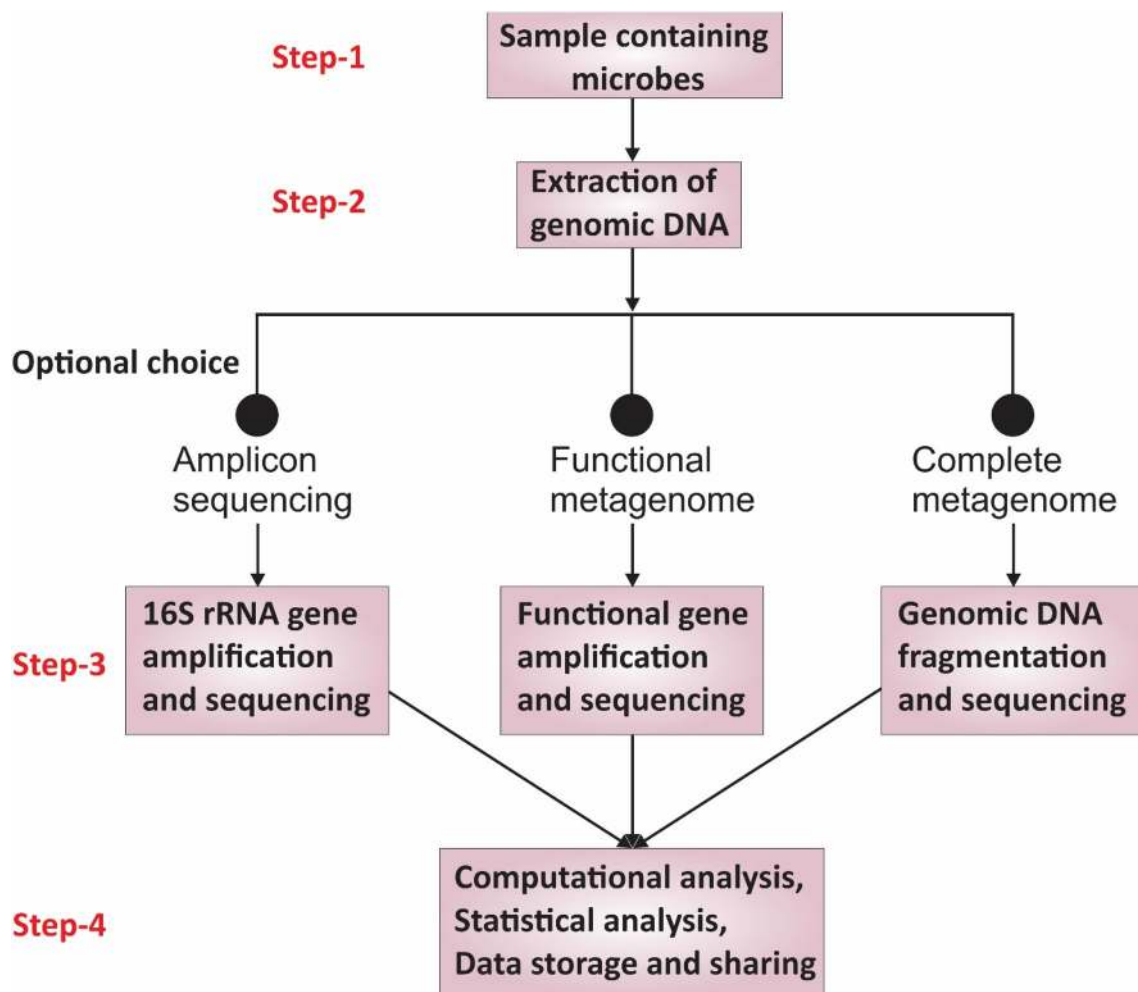 Step-1
Sample containing
microbes
Step-2
Extraction of
genomic DNA
Optional choice
Amplicon
sequencing
Functional
metagenome
Complete
metagenome
Step-3
16S rRNA gene
amplification
and sequencing
Functional gene
amplification
and sequencing
Genomic DNA
fragmentation
and sequencing
Step-4
Computational analysis,
Statistical analysis,
Data storage and sharing